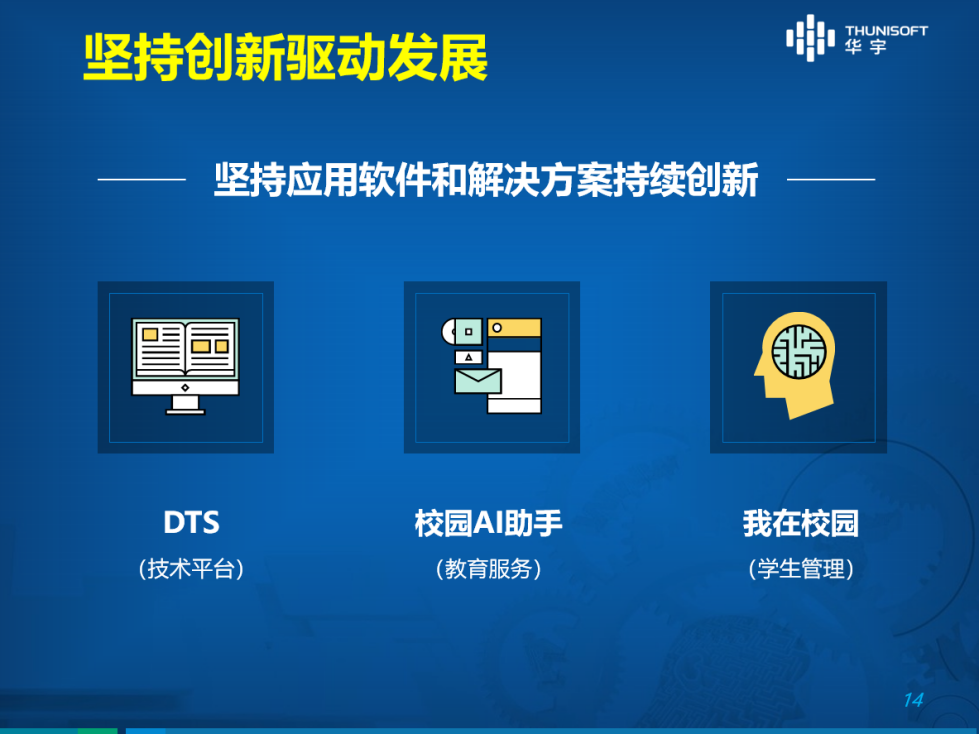 坚持创新驱动发展
THUNISOFT
华宇
坚持应用软件和解决方案持续创新
DTS
校园AI助手
我在校园
（技术平台）
（教育服务）
（学生管理）
14